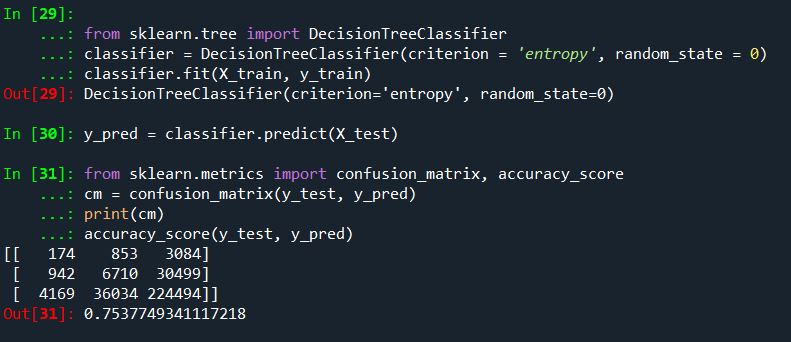 In [29]:
    ...: from sklearn.tree import DecisionTreeClassifier
    ...: classifier = DecisionTreeClassifier(criterion = 'entropy', random_state = 0)
    ...: classifier.fit(X_train, y_train)
Out[29]: DecisionTreeClassifier(criterion='entropy', random_state=0)
In [30]: y_pred = classifier.predict(X_test)
In [31]: from sklearn.metrics import confusion_matrix, accuracy_score
    ...: cm = confusion_matrix(y_test, y_pred)
    ...: print(cm)
    ...: accuracy_score(y_test, y_pred)
[[   174    853   3084]
 [   942   6710  30499]
 [  4169  36034 224494]]
Out[31]: 0.7537749341117218